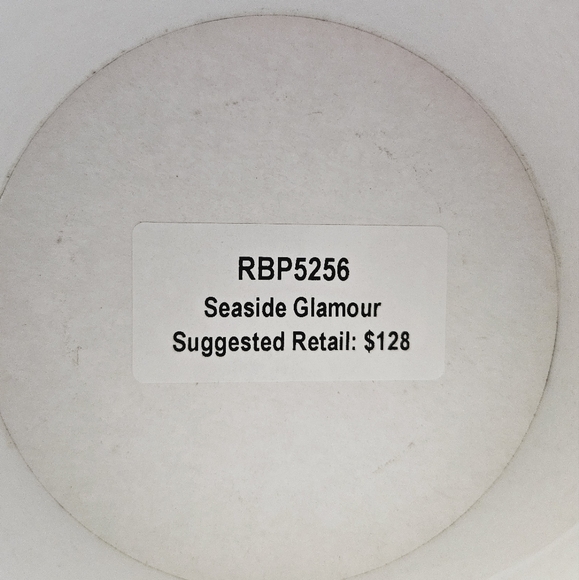 RBP5256
Seaside Glamour
Suggested Retail: $128